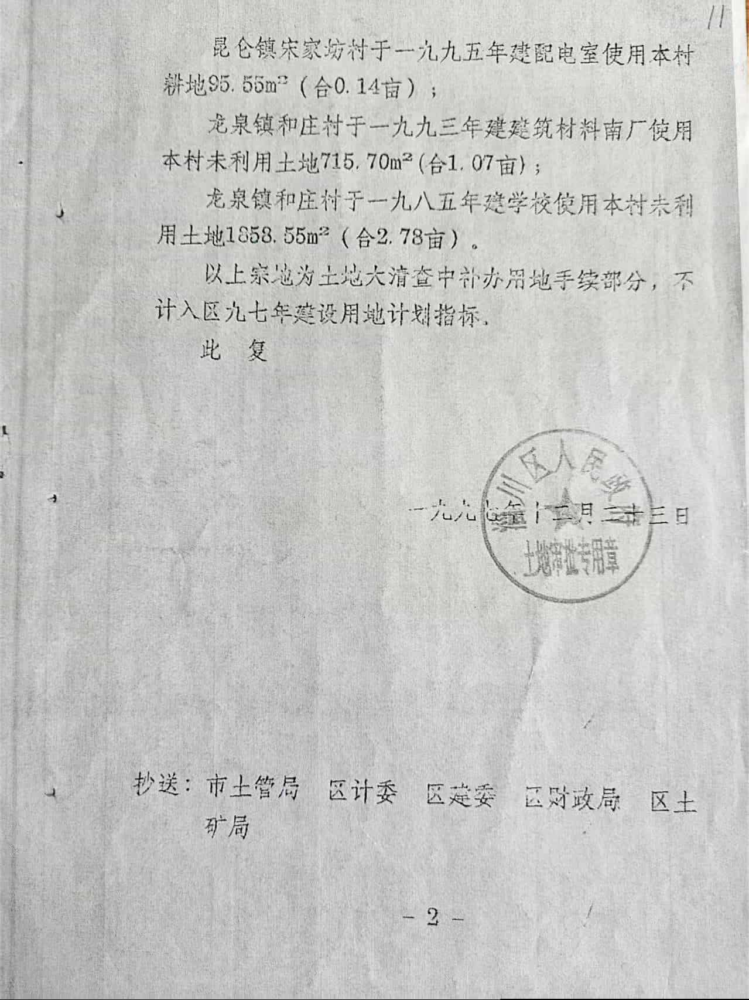 11
昆仑镇宋家坊村于一九九五年建配电室使用本村
耕地95.55m²（合0.14亩）；
龙泉镇和庄村于一九九三年建建筑材料南厂使用
本村未利用土地715.70m²(合1.07亩)；
龙泉镇和庄村于一九八五年建学校使用本村未利
用土地1858.55m²（合2.78亩）。
以上宗地为土地大清查中补办用地手续部分，不
计入区九七年建设用地计划指标。
此 复
淄川区人民政府
一九九七年十二月二十三日
土地审批专用章
抄送：市土管局 区计委 区建委 区财政局 区土
矿局
－2－